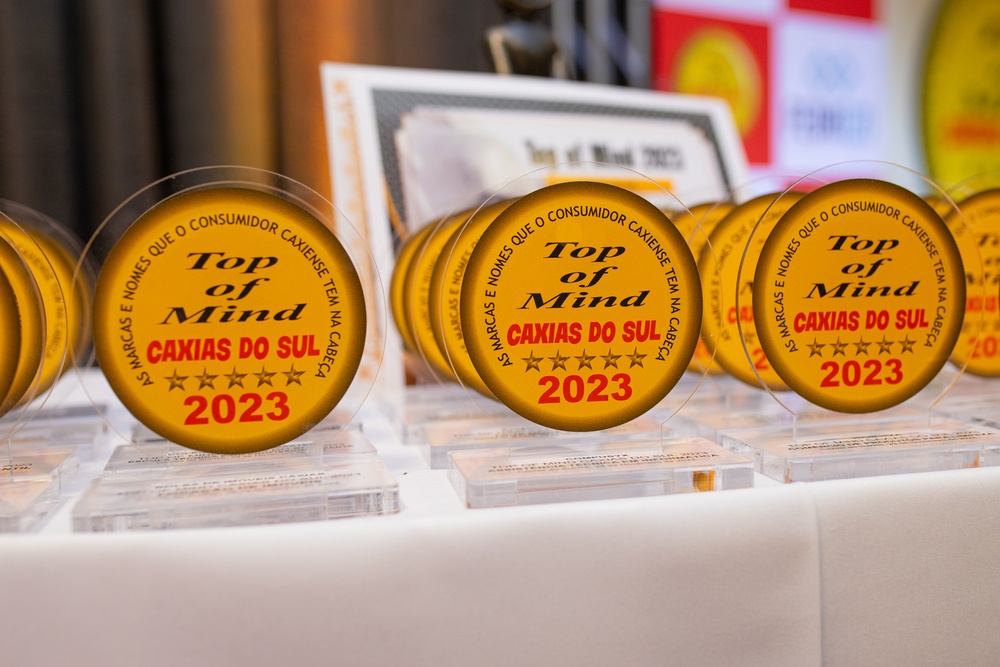 Top of Mind 2023
AS MARCAS E NOMES QUE O CONSUMIDOR CAXIENSE TEM NA CABEÇA
Top
of
Mind
CAXIAS DO SUL
2023
AS MARCAS E NOMES QUE O CONSUMIDOR CAXIENSE TEM NA CABEÇA
Top
of
Mind
CAXIAS DO SUL
2023
AS MARCAS E NOMES QUE O CONSUMIDOR CAXIENSE TEM NA CABEÇA
Top
of
Mind
CAXIAS DO SUL
2023